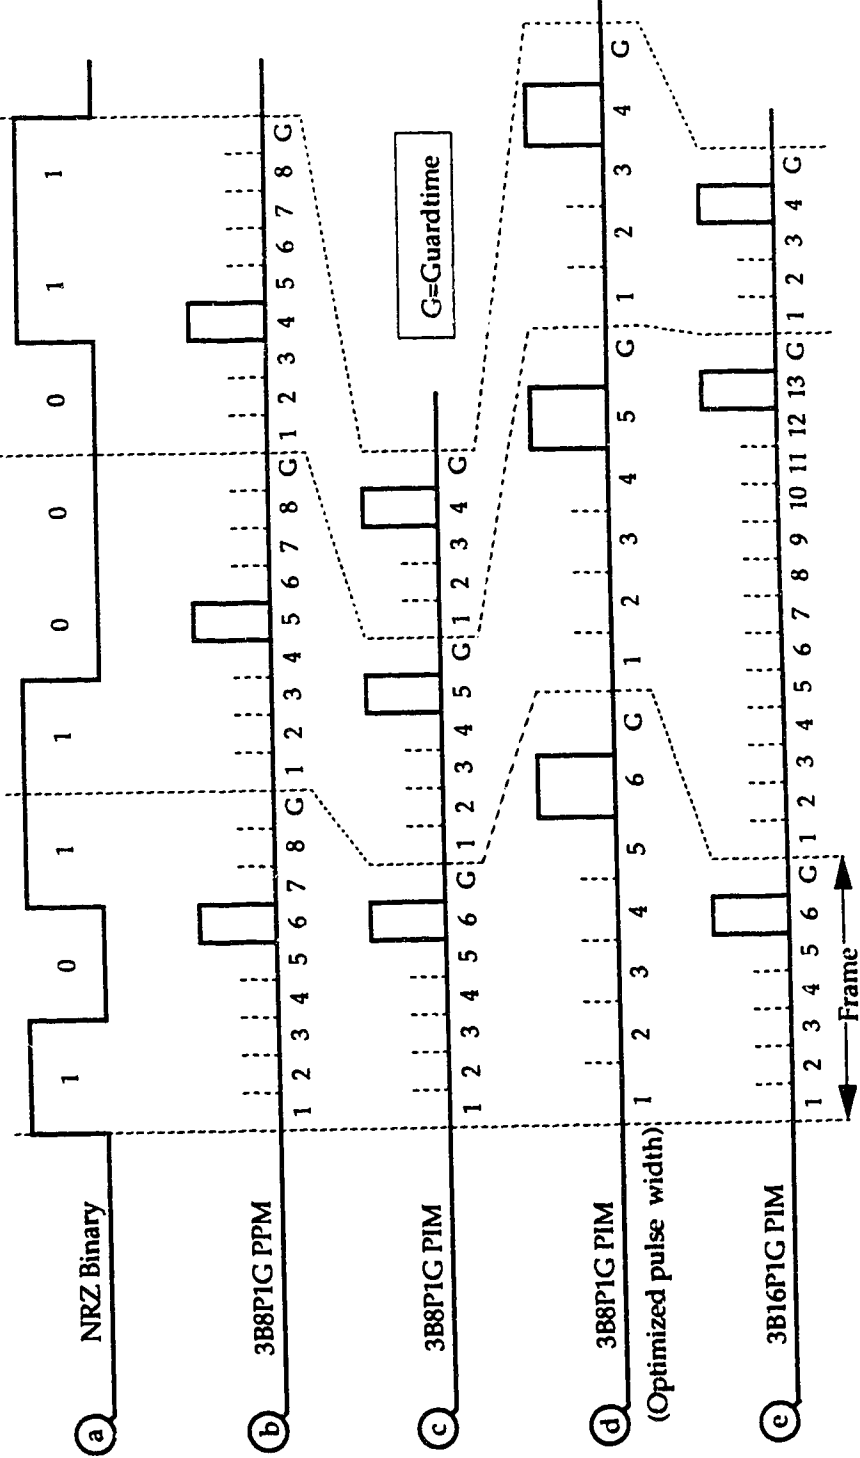 a NRZ Binary
1 0 1 1 0 0 0 1 1
b 3B8P1G PPM
1 2 3 4 5 6 7 8 G 1 2 3 4 5 6 7 8 G 1 2 3 4 5 6 7 8 G
c 3B8P1G PIM
1 2 3 4 5 6 G 1 2 3 4 5 G 1 2 3 4 G
G=Guardtime
d 3B8P1G PIM
(Optimized pulse width)
1 2 3 4 5 6 G 1 2 3 4 5 G 1 2 3 4 G
e 3B16P1G PIM
1 2 3 4 5 6 G 1 2 3 4 5 6 7 8 9 10 11 12 13 G 1 2 3 4 G
Frame